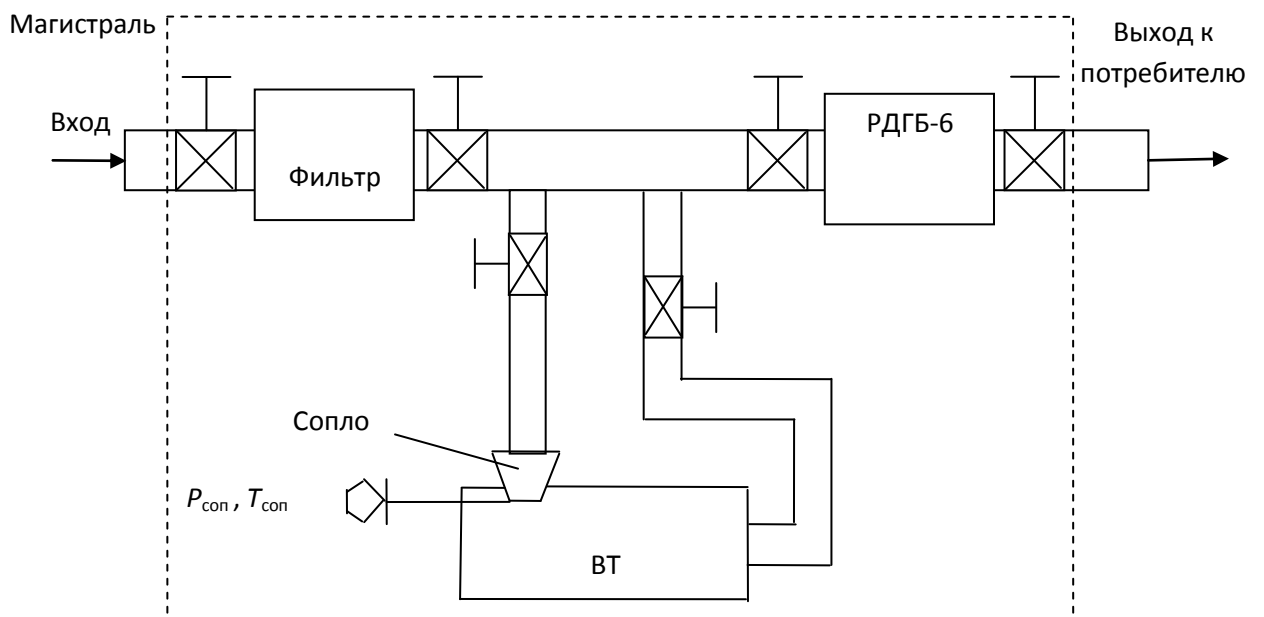 Магистраль
Выход к
потребителю
Вход
Фильтр
РДГБ-6
Сопло
Pсоп , Tсоп
ВТ